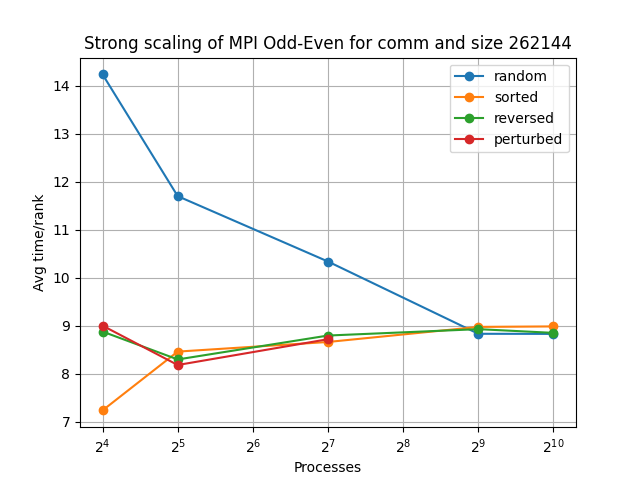 Strong scaling of MPI Odd-Even for comm and size 262144
random
sorted
reversed
perturbed
Avg time/rank
14
13
12
11
10
9
8
7
2^4 2^5 2^6 2^7 2^8 2^9 2^10
Processes